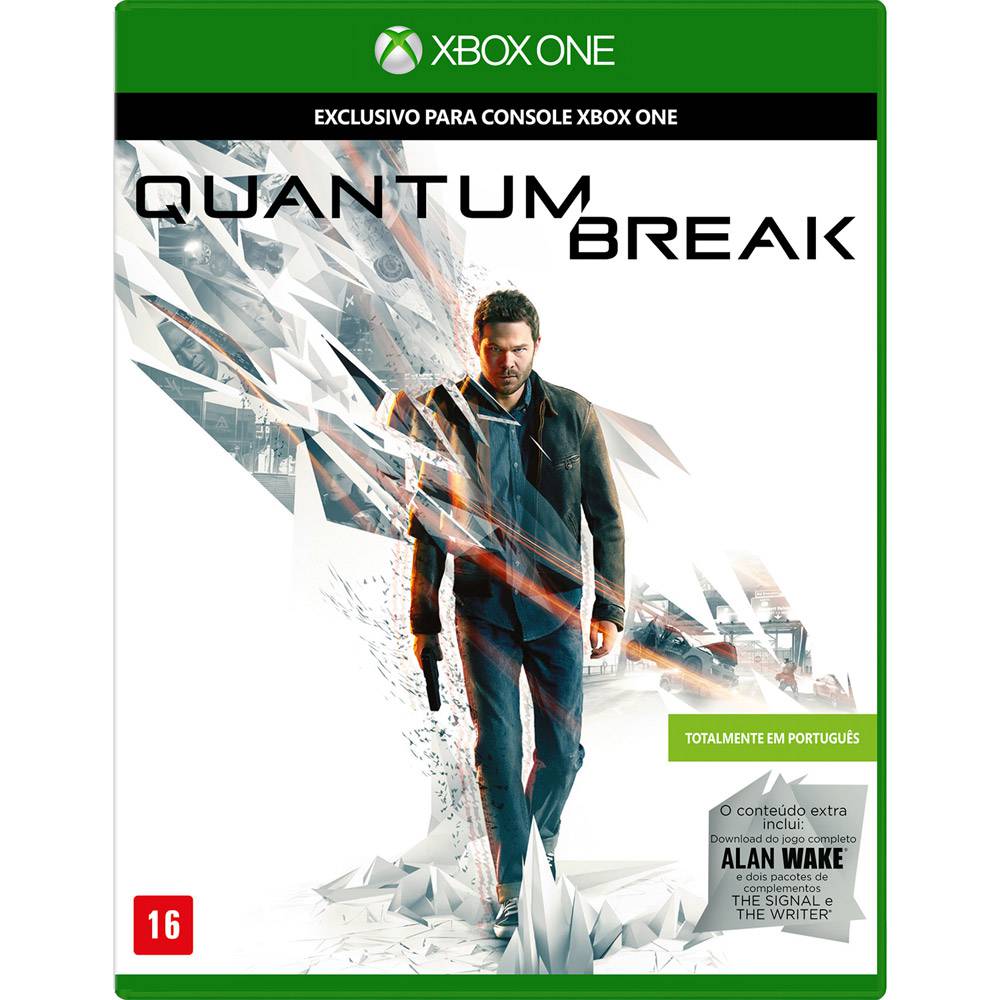 XBOX ONE
EXCLUSIVO PARA CONSOLE XBOX ONE
QUANTUM
BREAK
TOTALMENTE EM PORTUGUÊS
O conteúdo extra
inclui:
Download do jogo completo
ALAN WAKE®
e dois pacotes de
complementos
THE SIGNAL e
THE WRITER®
16